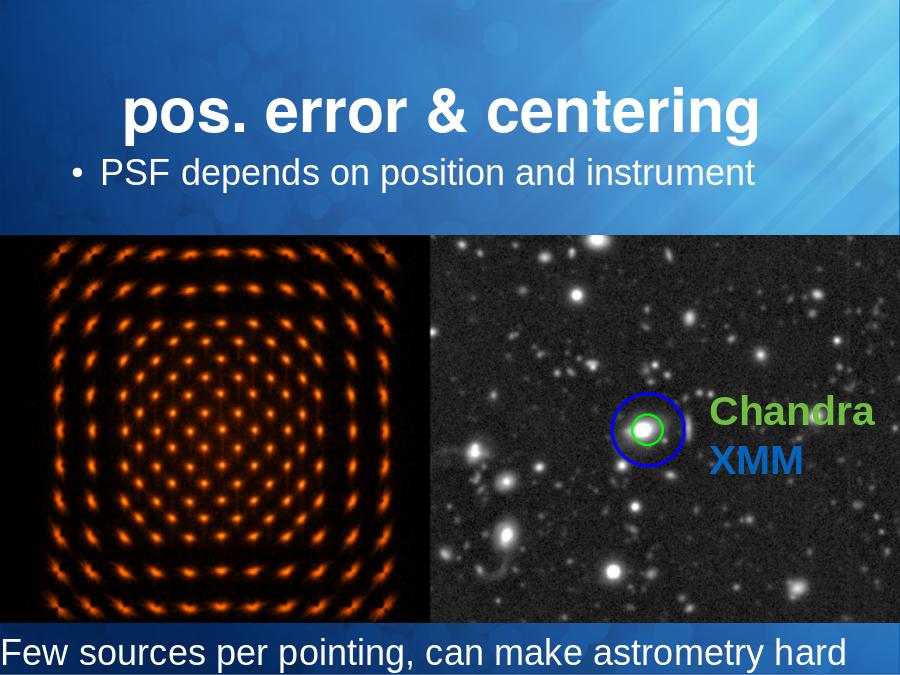 pos. error & centering
• PSF depends on position and instrument
Chandra
XMM
Few sources per pointing, can make astrometry hard